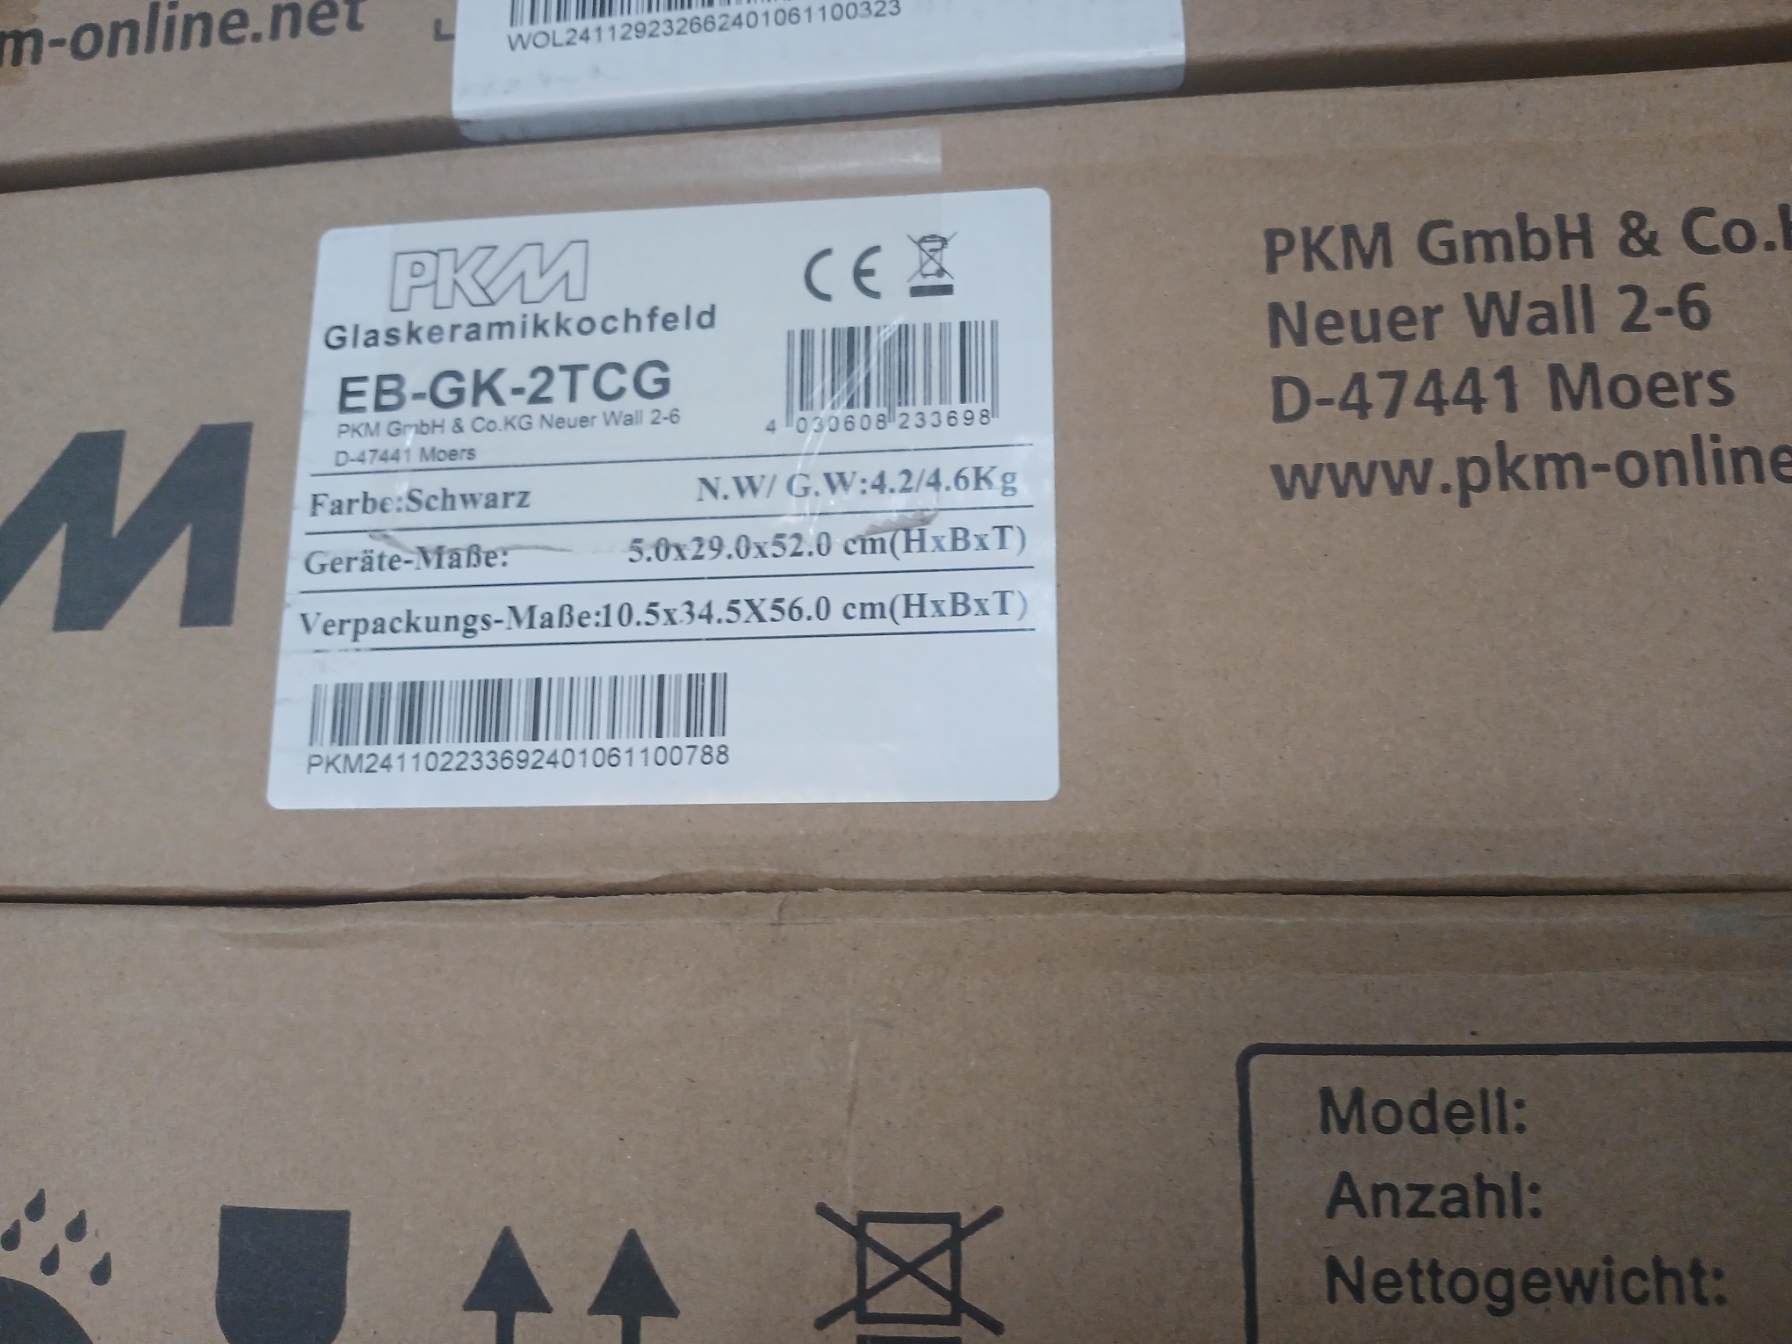 m-online.net
WOL241129232662401061100323
PKM
Glaskeramikkochfeld
EB-GK-2TCG
PKM GmbH & Co.KG Neuer Wall 2-6
D-47441 Moers
CE
4 030608 233698
Farbe:Schwarz N.W/ G.W:4.2/4.6Kg
Geräte-Maße: 5.0x29.0x52.0 cm(HxBxT)
Verpackungs-Maße:10.5x34.5X56.0 cm(HxBxT)
PKM241102233692401061100788
M
PKM GmbH & Co.
Neuer Wall 2-6
D-47441 Moers
www.pkm-online
Modell:
Anzahl:
Nettogewicht: